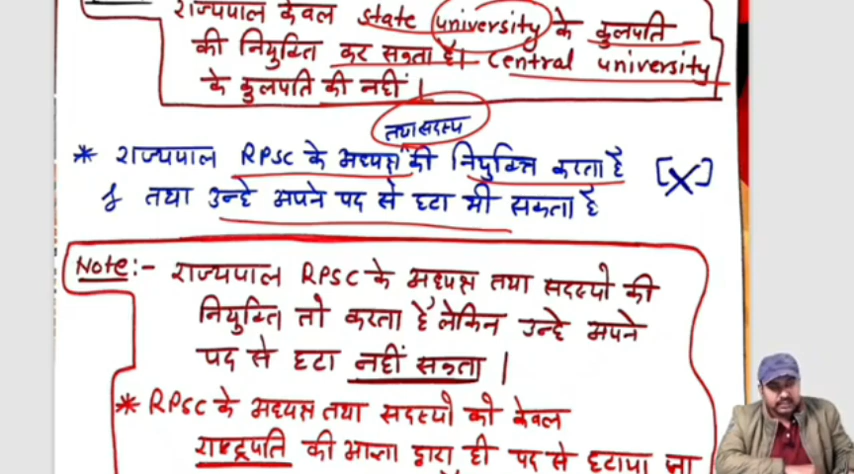 राज्यपाल केवल state university के कुलपति
की नियुक्ति कर सकता है। central university
के कुलपति की नहीं।
तथा सदस्य
* राज्यपाल RPSC के अध्यक्ष की नियुक्ति करता है [X]
तथा उन्हे अपने पद से हटा भी सकता है
Note:- राज्यपाल RPSC के अध्यक्ष तथा सदस्यो की
नियुक्ति तो करता है लेकिन उन्हे अपने
पद से हटा नहीं सकता।
* RPSC के अध्यक्ष तथा सदस्यो को केवल
राष्ट्रपति की आज्ञा द्वारा ही पद से हटाया जा